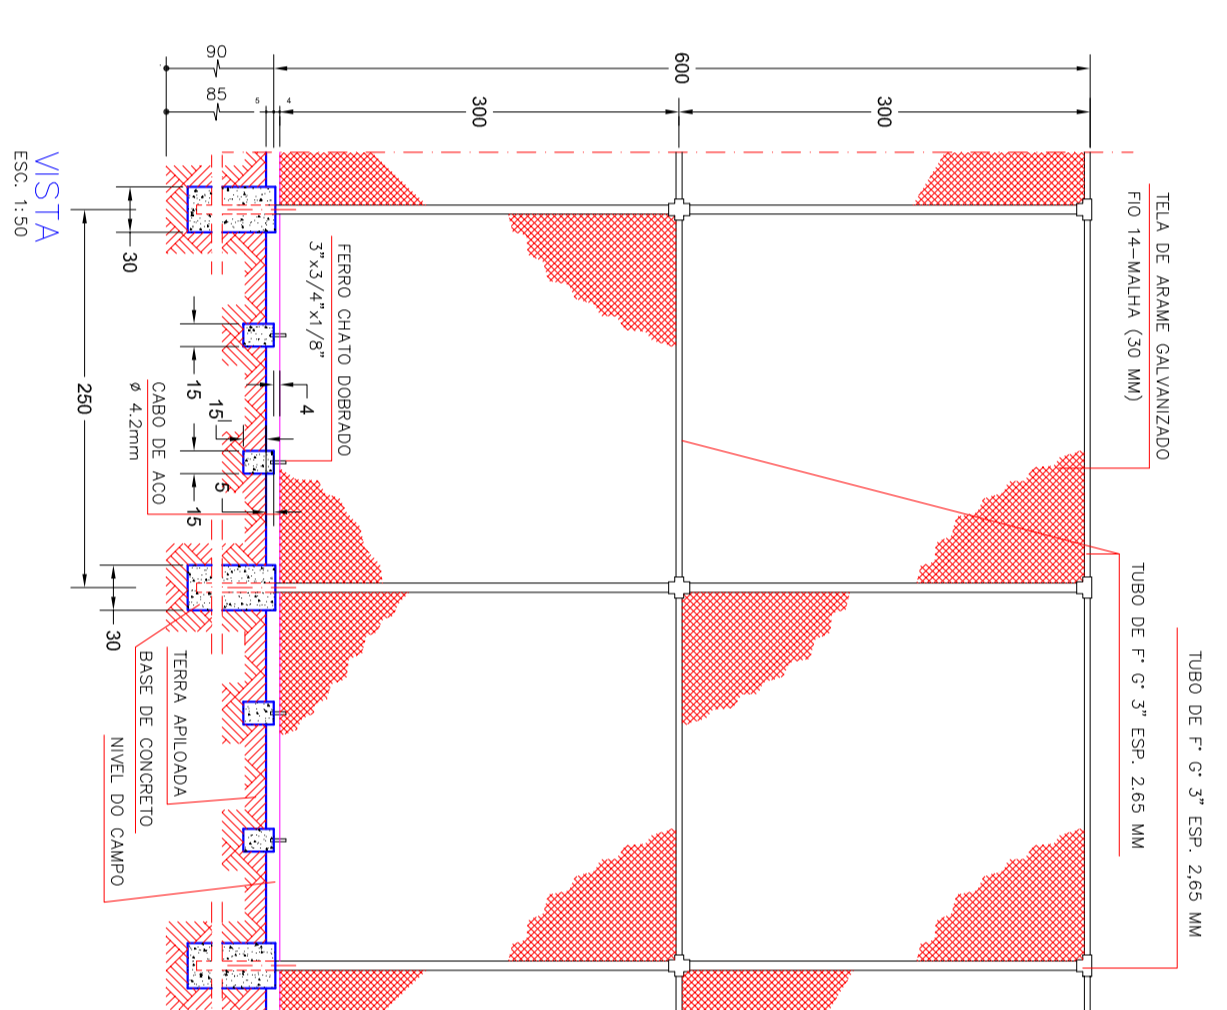 TUBO DE F° G° 3" ESP. 2,65 MM
TUBO DE F° G° 3" ESP. 2.65 MM
TELA DE ARAME GALVANIZADO
FIO 14-MALHA (30 MM)
300
300
600
4
5
85
90
FERRO CHATO DOBRADO
3"x3/4"x1/8"
4
15
5
15
15
CABO DE ACO
ø 4.2mm
30
30
250
TERRA APILOADA
BASE DE CONCRETO
NIVEL DO CAMPO
VISTA
ESC. 1:50